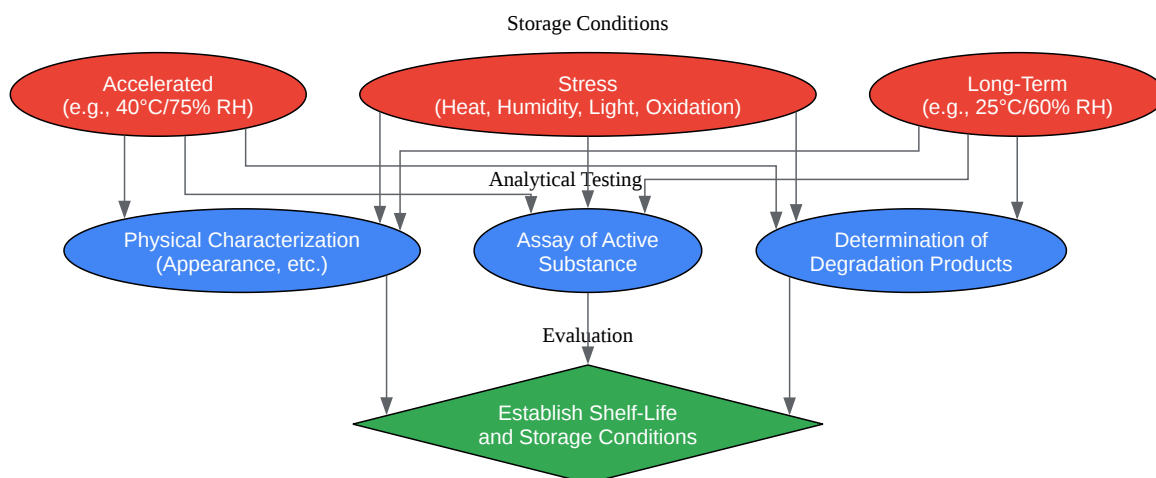 Storage Conditions
Accelerated
(e.g., 40°C/75% RH)
Stress
(Heat, Humidity, Light, Oxidation)
Long-Term
(e.g., 25°C/60% RH)
Analytical Testing
Physical Characterization
(Appearance, etc.)
Assay of Active
Substance
Determination of
Degradation Products
Evaluation
Establish Shelf-Life
and Storage Conditions